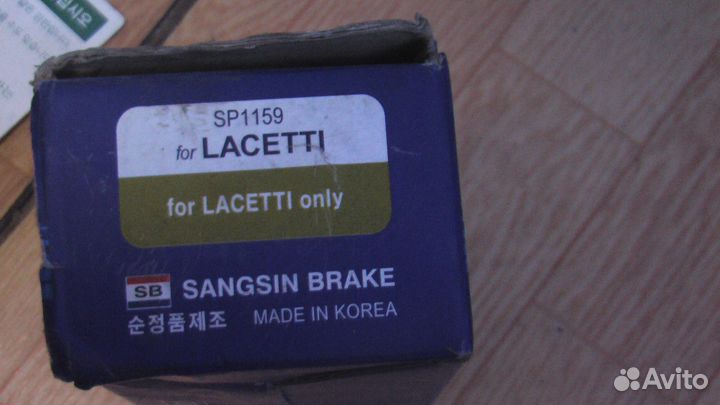 SP1159
for LACETTI
for LACETTI only
SB SANGSIN BRAKE
순정품제조 MADE IN KOREA
Avito